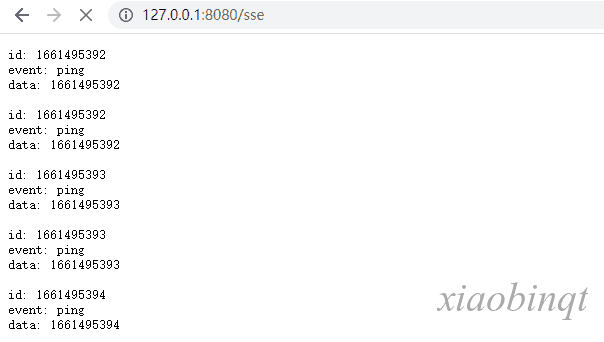 127.0.0.1:8080/sse
id: 1661495392
event: ping
data: 1661495392
id: 1661495392
event: ping
data: 1661495392
id: 1661495393
event: ping
data: 1661495393
id: 1661495393
event: ping
data: 1661495393
id: 1661495394
event: ping
data: 1661495394
xiaobinqt